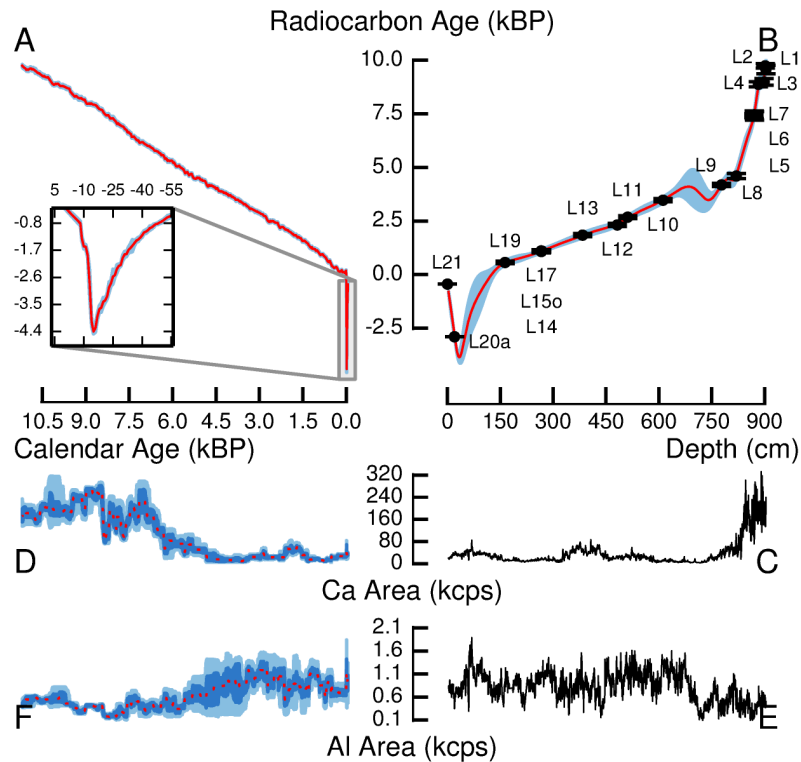 Radiocarbon Age (kBP)
A
B
10.0
7.5
5.0
2.5
0.0
-2.5
5 -10 -25 -40 -55
-0.8
-1.7
-2.6
-3.5
-4.4
L2 L1
L4 L3
L7
L6
L9 L5
L8
L11
L13 L10
L12
L19
L21 L17
L15o
L14
L20a
10.5 9.0 7.5 6.0 4.5 3.0 1.5 0.0
0 150 300 450 600 750 900
Calendar Age (kBP)
Depth (cm)
320
240
160
80
0
D
C
Ca Area (kcps)
2.1
1.6
1.1
0.6
0.1
F
E
Al Area (kcps)